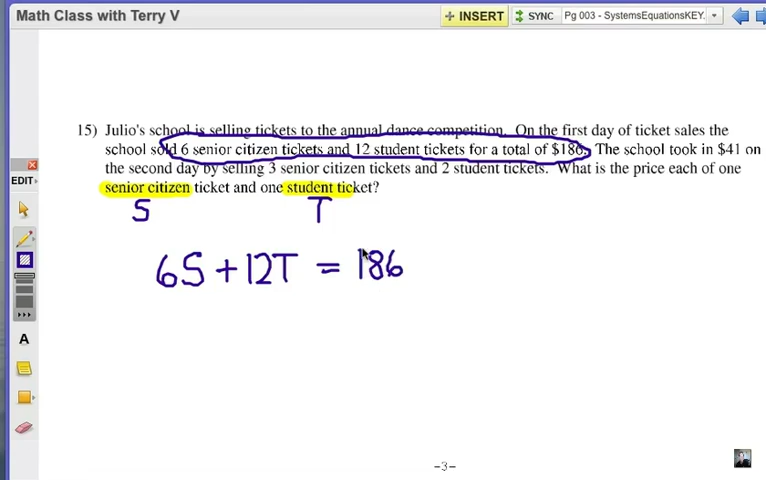 Math Class with Terry V
INSERT
SYNC
Pg 003 - SystemsEquationsKEY.
15) Julio's school is selling tickets to the annual dance competition. On the first day of ticket sales the
school sold 6 senior citizen tickets and 12 student tickets for a total of $186. The school took in $41 on
the second day by selling 3 senior citizen tickets and 2 student tickets. What is the price each of one
senior citizen ticket and one student ticket?
EDIT
S T
6S + 12T = 186
A
-3-